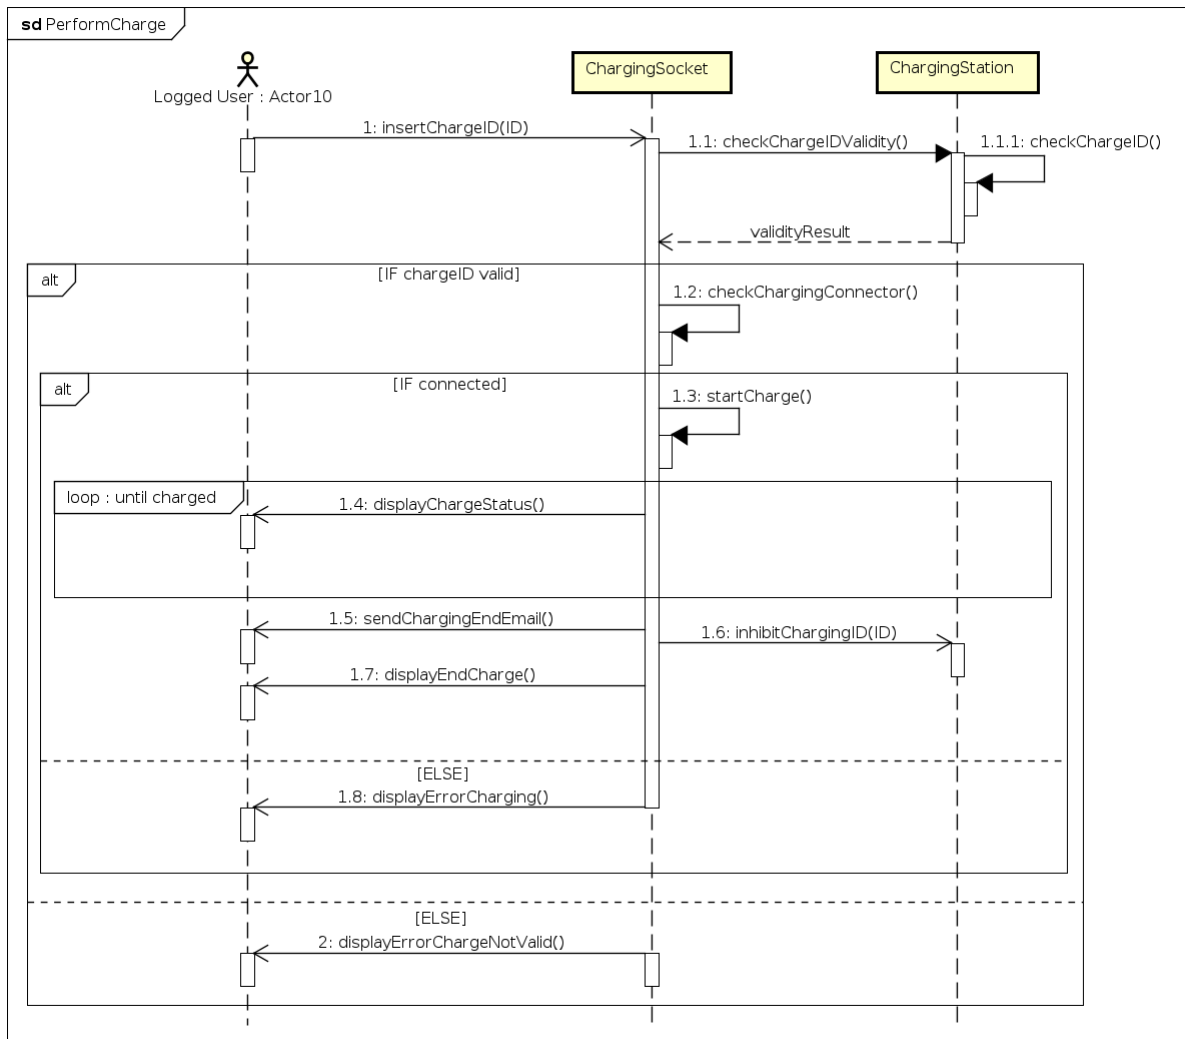 sd PerformCharge
Logged User : Actor10
ChargingSocket
ChargingStation
1: insertChargeID(ID)
1.1: checkChargeIDValidity()
1.1.1: checkChargeID()
validityResult
alt
[IF chargeID valid]
1.2: checkChargingConnector()
alt
[IF connected]
1.3: startCharge()
loop : until charged
1.4: displayChargeStatus()
1.5: sendChargingEndEmail()
1.6: inhibitChargingID(ID)
1.7: displayEndCharge()
[ELSE]
1.8: displayErrorCharging()
[ELSE]
2: displayErrorChargeNotValid()